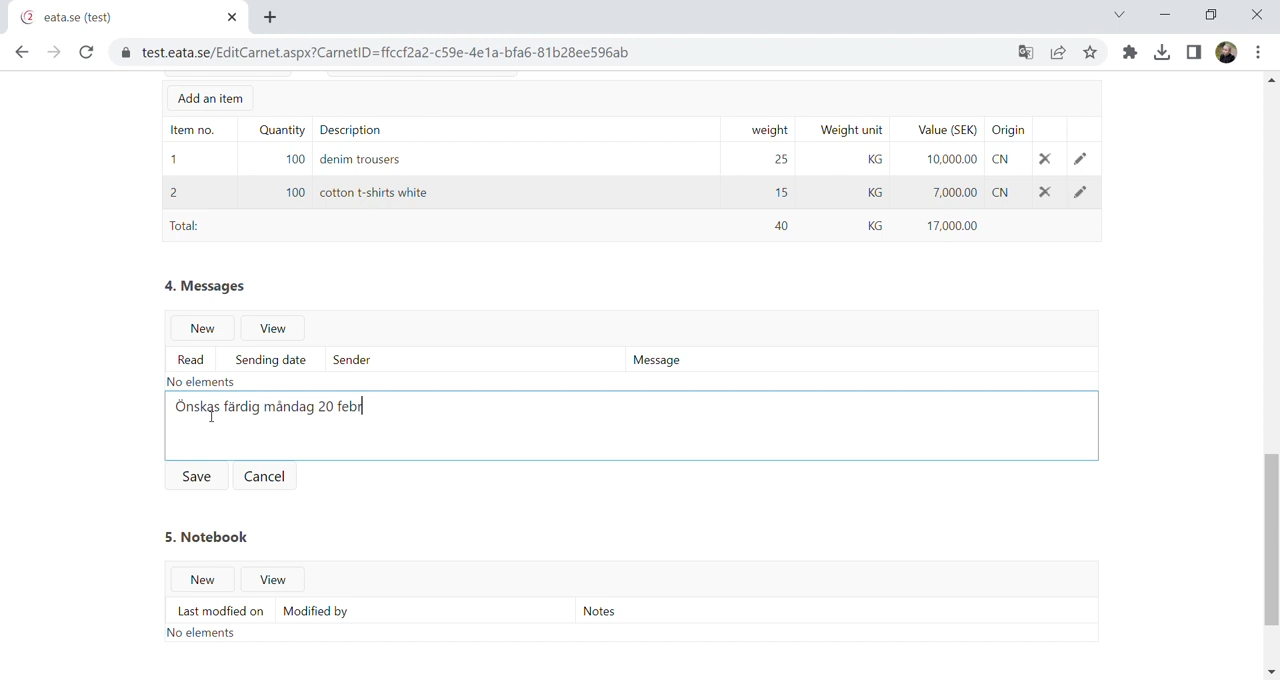 eata.se (test)
test.eata.se/EditCarnet.aspx?CarnetID=ffccf2a2-c59e-4e1a-bfa6-81b28ee596ab
Add an item
Item no. Quantity Description weight Weight unit Value (SEK) Origin
1 100 denim trousers 25 KG 10,000.00 CN
2 100 cotton t-shirts white 15 KG 7,000.00 CN
Total: 40 KG 17,000.00
4. Messages
New View
Read Sending date Sender Message
No elements
Önskas färdig måndag 20 febr
Save Cancel
5. Notebook
New View
Last modfied on Modified by Notes
No elements